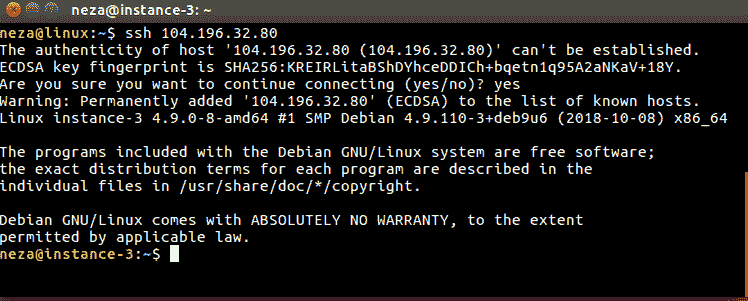 neza@instance-3: ~
neza@linux:~$ ssh 104.196.32.80
The authenticity of host '104.196.32.80 (104.196.32.80)' can't be established.
ECDSA key fingerprint is SHA256:KREIRLitaBShDYhceDDICh+bqetn1q95A2aNKaV+18Y.
Are you sure you want to continue connecting (yes/no)? yes
Warning: Permanently added '104.196.32.80' (ECDSA) to the list of known hosts.
Linux instance-3 4.9.0-8-amd64 #1 SMP Debian 4.9.110-3+deb9u6 (2018-10-08) x86_64
The programs included with the Debian GNU/Linux system are free software;
the exact distribution terms for each program are described in the
individual files in /usr/share/doc/*/copyright.
Debian GNU/Linux comes with ABSOLUTELY NO WARRANTY, to the extent
permitted by applicable law.
neza@instance-3:~$